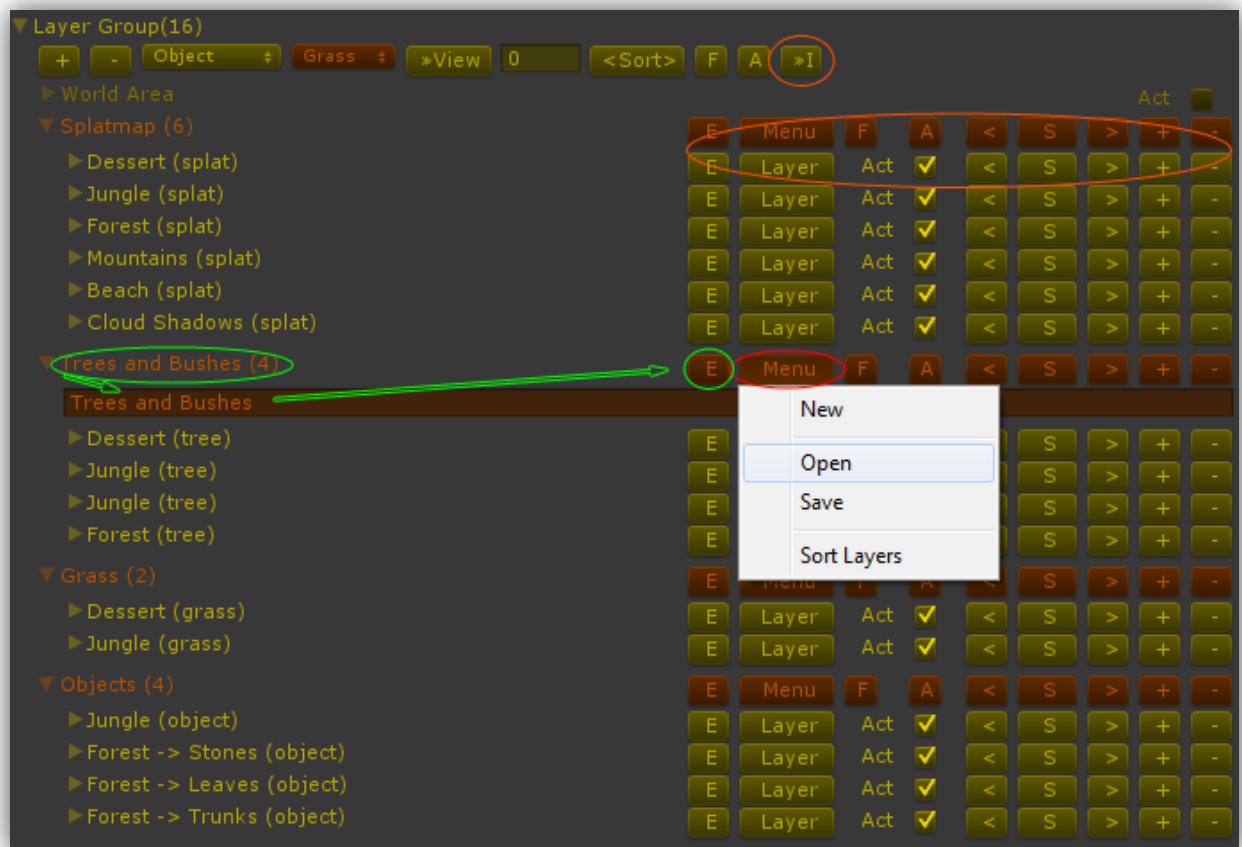 Layer Group(16)
+ - Object Grass »View 0 <Sort> F A »I
World Area Act
Splatmap (6) E Menu F A < S > + -
Dessert (splat) E Layer Act < S > + -
Jungle (splat) E Layer Act < S > + -
Forest (splat) E Layer Act < S > + -
Mountains (splat) E Layer Act < S > + -
Beach (splat) E Layer Act < S > + -
Cloud Shadows (splat) E Layer Act < S > + -
Trees and Bushes (4) E Menu F A < S > + -
Trees and Bushes
New
Dessert (tree) E S > + -
Open
Jungle (tree) E S > + -
Jungle (tree) E Save S > + -
Forest (tree) E S > + -
Sort Layers
Grass (2) E Menu F A < S > + -
Dessert (grass) E Layer Act < S > + -
Jungle (grass) E Layer Act < S > + -
Objects (4) E Menu F A < S > + -
Jungle (object) E Layer Act < S > + -
Forest -> Stones (object) E Layer Act < S > + -
Forest -> Leaves (object) E Layer Act < S > + -
Forest -> Trunks (object) E Layer Act < S > + -